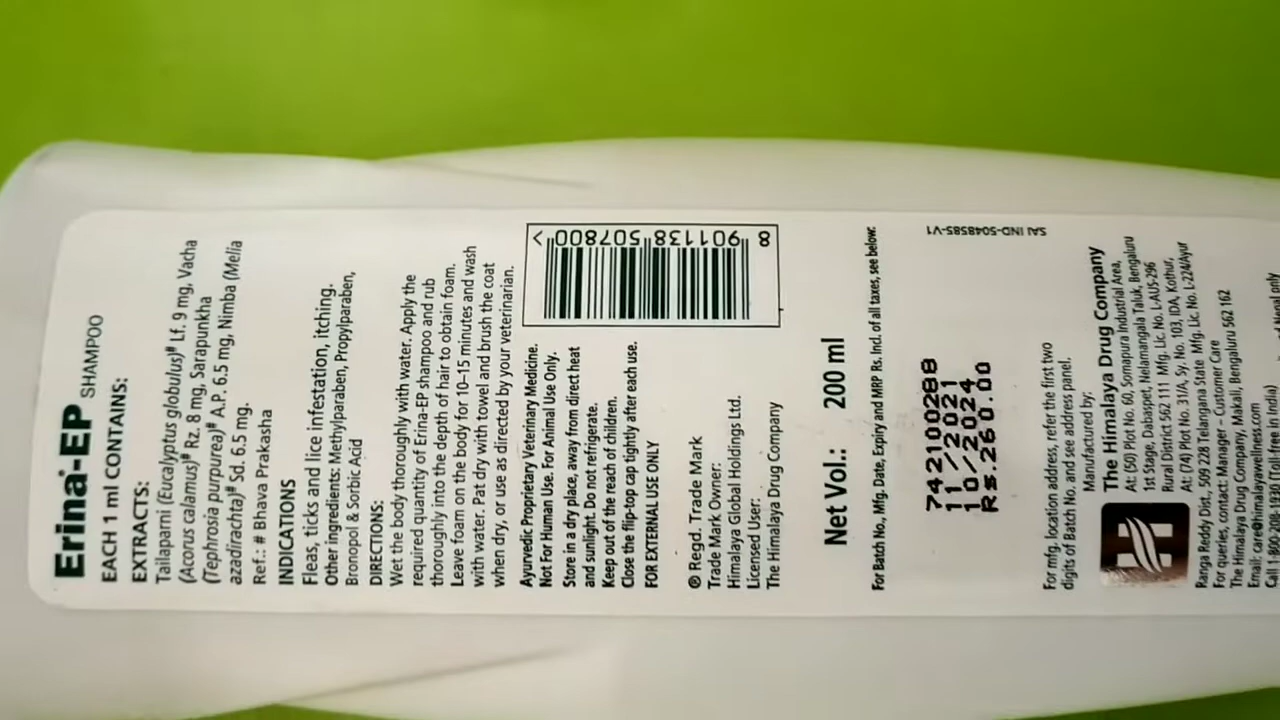 Erina®-EP SHAMPOO
EACH 1 ml CONTAINS:
EXTRACTS:
Tailaparni (Eucalyptus globulus)# Lf. 9 mg, Vacha
(Acorus calamus)# Rz. 8 mg, Sarapunkha
(Tephrosia purpurea)# A.P. 6.5 mg, Nimba (Melia
azadirachta)# Sd. 6.5 mg.
Ref.: # Bhava Prakasha
INDICATIONS
Fleas, ticks and lice infestation, itching.
Other ingredients: Methylparaben, Propylparaben,
Bronopol & Sorbic Acid
DIRECTIONS:
Wet the body thoroughly with water. Apply the
required quantity of Erina-EP shampoo and rub
thoroughly into the depth of hair to obtain foam.
Leave foam on the body for 10–15 minutes and wash
with water. Pat dry with towel and brush the coat
when dry, or use as directed by your veterinarian.
Ayurvedic Proprietary Veterinary Medicine.
Not For Human Use. For Animal Use Only.
Store in a dry place, away from direct heat
and sunlight. Do not refrigerate.
Keep out of the reach of children.
Close the flip-top cap tightly after each use.
FOR EXTERNAL USE ONLY
8 901138 507800 >
® Regd. Trade Mark
Trade Mark Owner:
Himalaya Global Holdings Ltd.
Licensed User:
The Himalaya Drug Company
Net Vol.: 200 ml
For Batch No., Mfg. Date, Expiry and MRP Rs. Incl. of all taxes, see below:
742100288
11/2021
10/2024
Rs.260.00
SAI IND-5048585-V1
For mfg. location address, refer the first two
digits of Batch No. and see address panel.
Manufactured by:
The Himalaya Drug Company
At: (50) Plot No. 60, Somapura Industrial Area,
1st Stage, Dabaspet, Nelamangala Taluk, Bengaluru
Rural District 562 111 Mfg. Lic. No. L-AUS-296
At: (74) Plot No. 31/A, Sy. No. 103, IDA, Kothur,
Ranga Reddy Dist., 509 228 Telangana State Mfg. Lic. No. L-224/Ayur
For queries, contact: Manager – Customer Care
The Himalaya Drug Company, Makali, Bengaluru 562 162
Email: care@himalayawellness.com
Call 1-800-208-1930 (Toll-free in India)
only